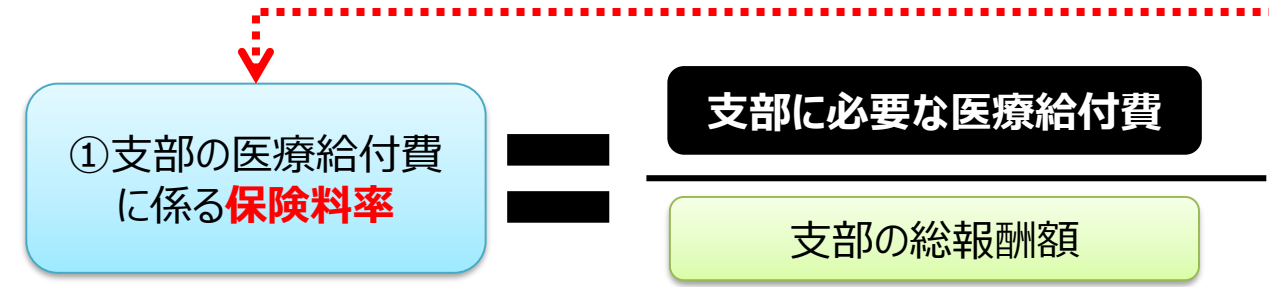 ①支部の医療給付費
に係る保険料率
支部に必要な医療給付費
支部の総報酬額